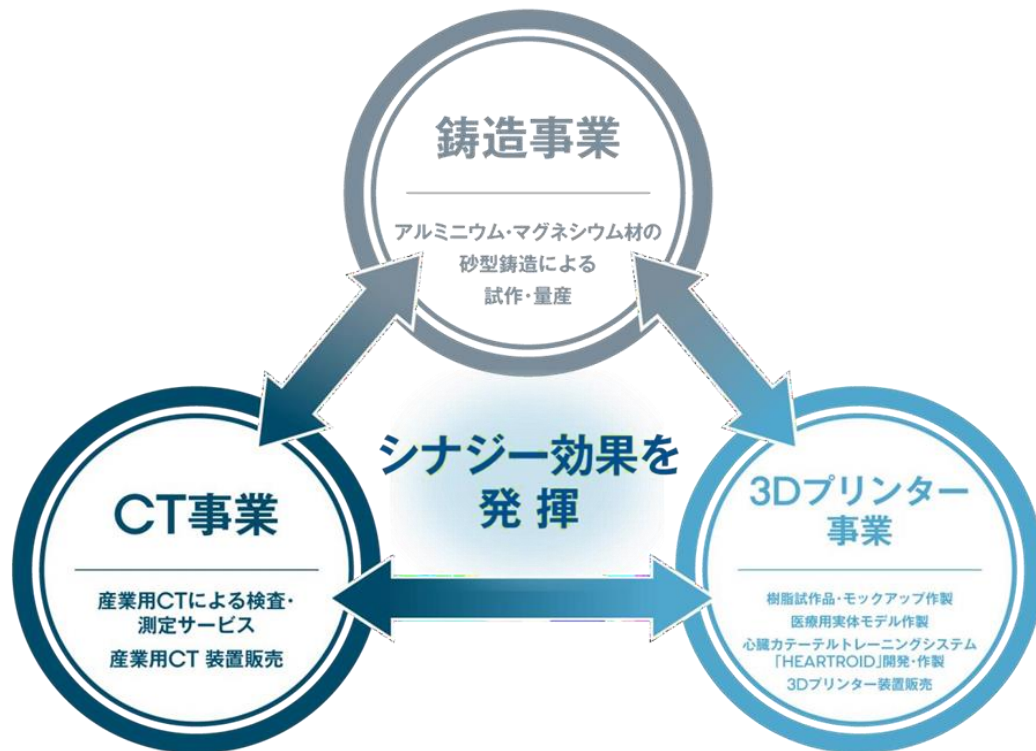 鋳造事業
アルミニウム・マグネシウム材の
砂型鋳造による
試作・量産
シナジー効果を
発揮
CT事業
産業用CTによる検査・
測定サービス
産業用CT 装置販売
3Dプリンター
事業
樹脂試作品・モックアップ作製
医療用実体モデル作製
心臓カテーテルトレーニングシステム
「HEARTROID」開発・作製
3Dプリンター装置販売